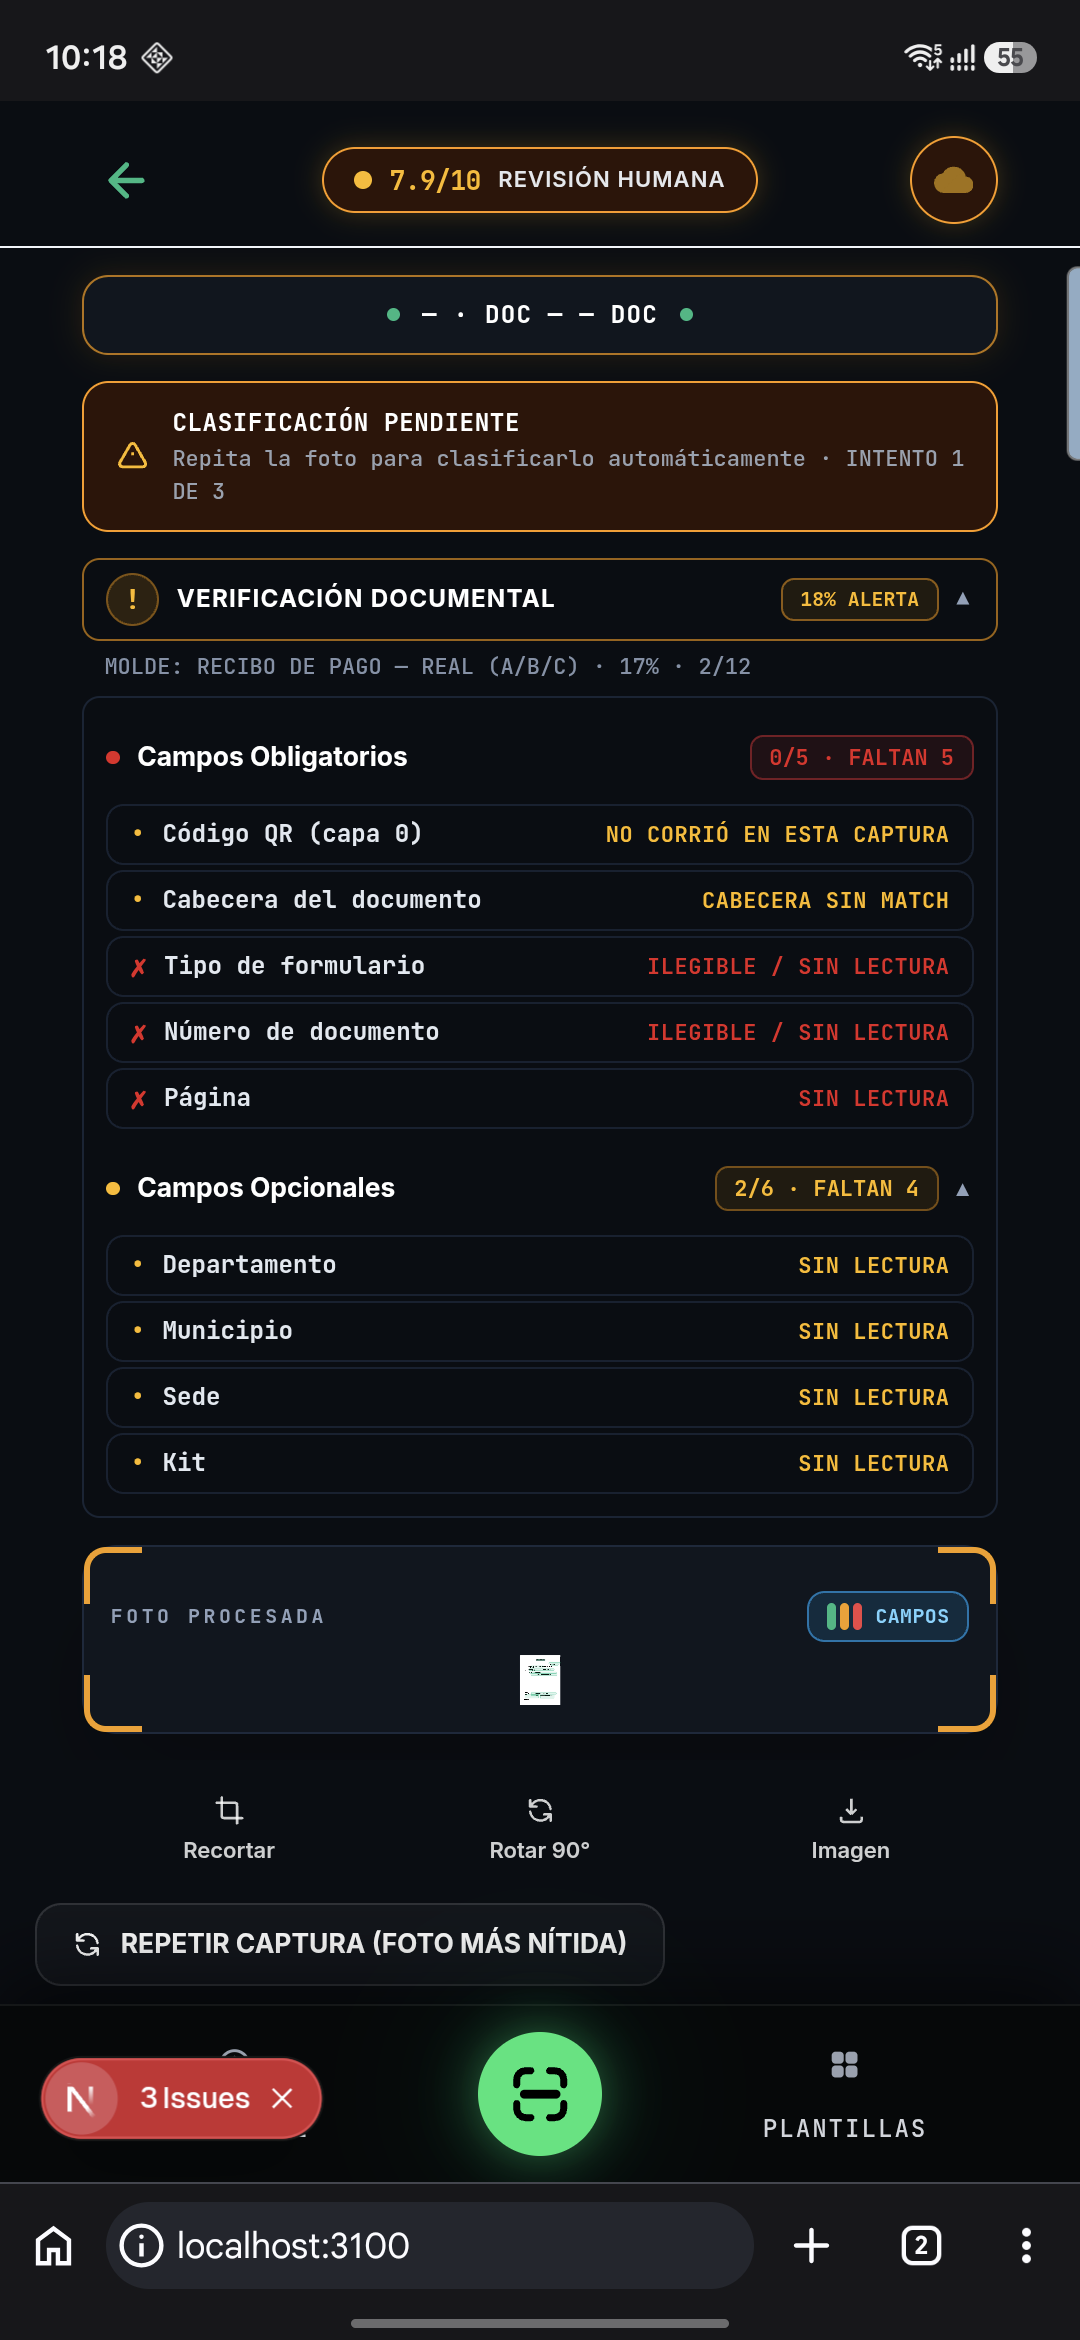 10:18
5
55
7.9/10 REVISIÓN HUMANA
— · DOC — — DOC
CLASIFICACIÓN PENDIENTE
Repita la foto para clasificarlo automáticamente · INTENTO 1
DE 3
! VERIFICACIÓN DOCUMENTAL 18% ALERTA ▲
MOLDE: RECIBO DE PAGO — REAL (A/B/C) · 17% · 2/12
Campos Obligatorios 0/5 · FALTAN 5
• Código QR (capa 0) NO CORRIÓ EN ESTA CAPTURA
• Cabecera del documento CABECERA SIN MATCH
✗ Tipo de formulario ILEGIBLE / SIN LECTURA
✗ Número de documento ILEGIBLE / SIN LECTURA
✗ Página SIN LECTURA
Campos Opcionales 2/6 · FALTAN 4 ▲
• Departamento SIN LECTURA
• Municipio SIN LECTURA
• Sede SIN LECTURA
• Kit SIN LECTURA
FOTO PROCESADA CAMPOS
Recortar Rotar 90° Imagen
REPETIR CAPTURA (FOTO MÁS NÍTIDA)
N 3 Issues
PLANTILLAS
localhost:3100
2